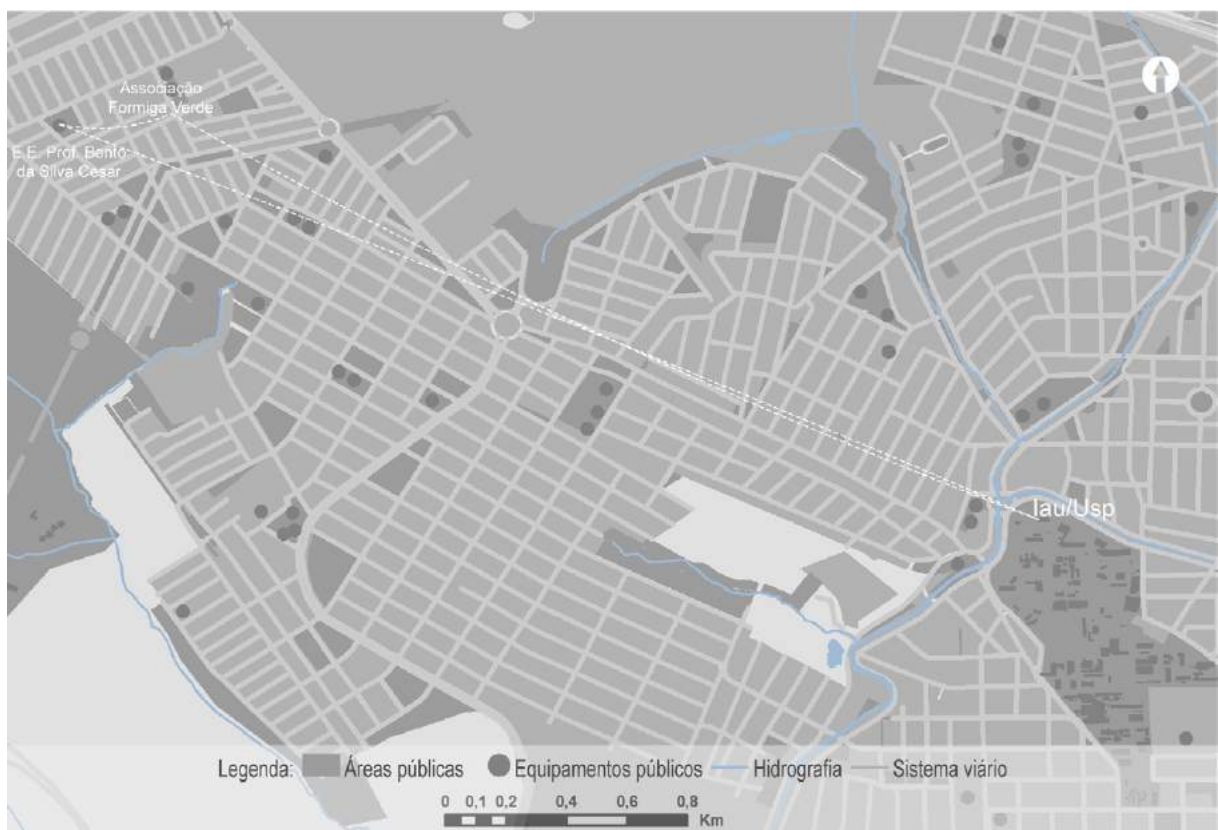 Associação
Formiga Verde
E.E. Prof. Bento
da Silva Cesar
Iau/Usp
Legenda: Áreas públicas Equipamentos públicos Hidrografia Sistema viário
0 0,1 0,2 0,4 0,6 0,8
Km